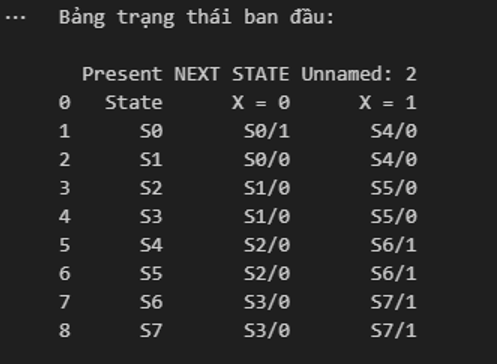 ... Bảng trạng thái ban đầu:
Present NEXT STATE Unnamed: 2
0 State X = 0 X = 1
1 S0 S0/1 S4/0
2 S1 S0/0 S4/0
3 S2 S1/0 S5/0
4 S3 S1/0 S5/0
5 S4 S2/0 S6/1
6 S5 S2/0 S6/1
7 S6 S3/0 S7/1
8 S7 S3/0 S7/1